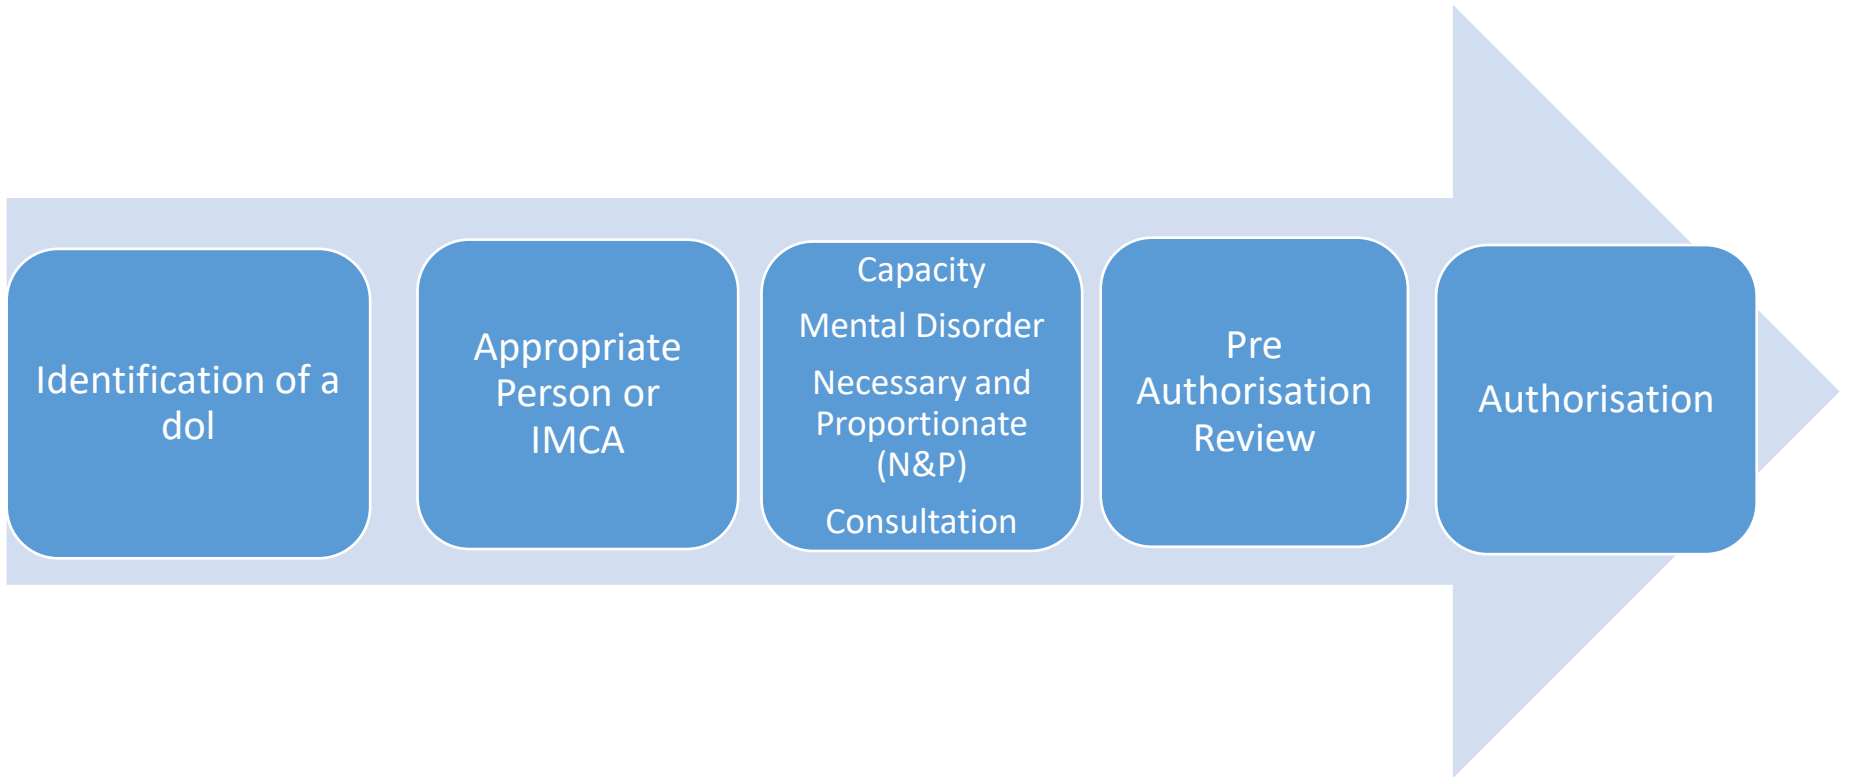 Identification of a
dol
Appropriate
Person or
IMCA
Capacity
Mental Disorder
Necessary and
Proportionate
(N&P)
Consultation
Pre
Authorisation
Review
Authorisation